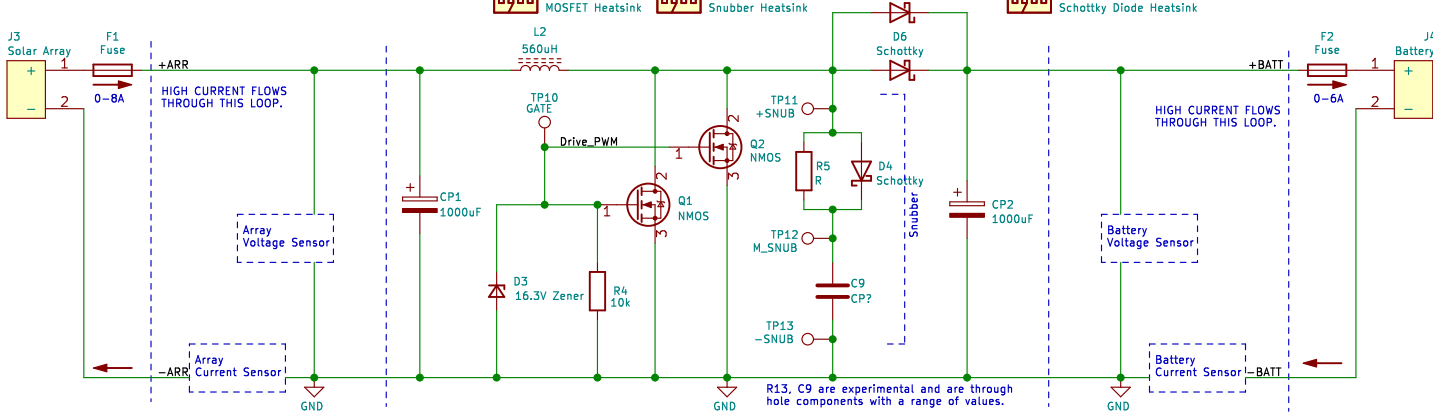 MOSFET Heatsink
Snubber Heatsink
Schottky Diode Heatsink
J3
Solar Array
F1
Fuse
1
+
2
−
0-8A
+ARR
HIGH CURRENT FLOWS
THROUGH THIS LOOP.
L2
560uH
TP10
GATE
Drive_PWM
1
2
3
Q2
NMOS
1
2
3
Q1
NMOS
+
CP1
1000uF
Array
Voltage Sensor
D3
16.3V Zener
R4
10k
D6
Schottky
TP11
+SNUB
R5
R
D4
Schottky
Snubber
TP12
M_SNUB
C9
CP?
TP13
-SNUB
+
CP2
1000uF
Battery
Voltage Sensor
+BATT
HIGH CURRENT FLOWS
THROUGH THIS LOOP.
F2
Fuse
0-6A
J4
Battery
1
+
2
−
-ARR
Array
Current Sensor
GND
GND
R13, C9 are experimental and are through
hole components with a range of values.
GND
Battery
Current Sensor
-BATT